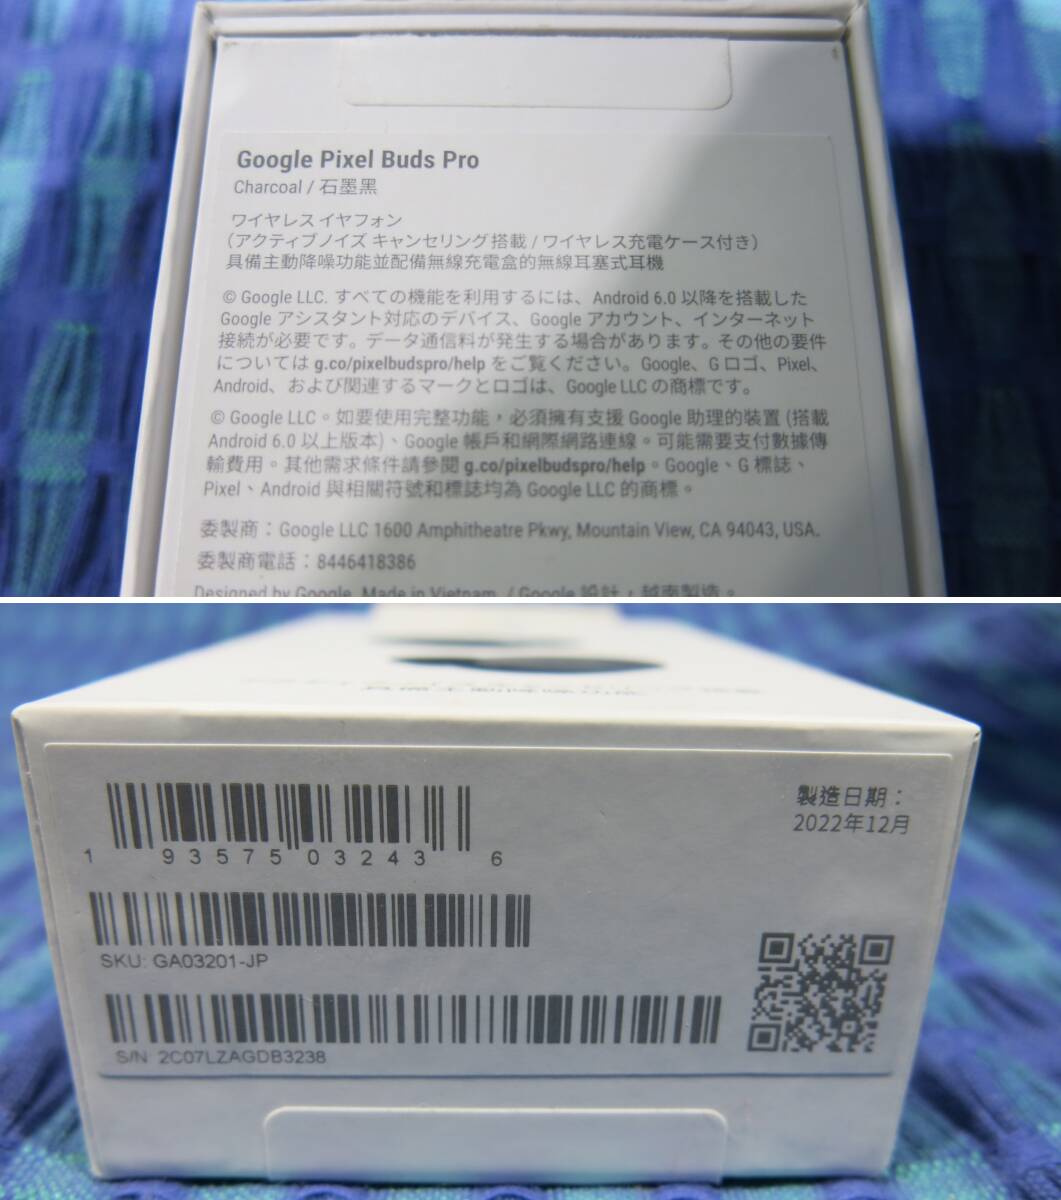 Google Pixel Buds Pro
Charcoal / 石墨黑
ワイヤレス イヤフォン
（アクティブノイズ キャンセリング搭載 / ワイヤレス充電ケース付き）
具備主動降噪功能並配備無線充電盒的無線耳塞式耳機
© Google LLC. すべての機能を利用するには、Android 6.0 以降を搭載した
Google アシスタント対応のデバイス、Google アカウント、インターネット
接続が必要です。データ通信料が発生する場合があります。その他の要件
については g.co/pixelbudspro/help をご覧ください。Google、G ロゴ、Pixel、
Android、および関連するマークとロゴは、Google LLC の商標です。
© Google LLC。如要使用完整功能，必須擁有支援 Google 助理的裝置 (搭載
Android 6.0 以上版本)、Google 帳戶和網際網路連線。可能需要支付數據傳
輸費用。其他需求條件請參閱 g.co/pixelbudspro/help。Google、G 標誌、
Pixel、Android 與相關符號和標誌均為 Google LLC 的商標。
委製商：Google LLC 1600 Amphitheatre Pkwy, Mountain View, CA 94043, USA.
委製商電話：8446418386
Designed by Google. Made in Vietnam. / Google 設計，越南製造。
製造日期：
2022年12月
1 93575 03243 6
SKU: GA03201-JP
S/N: 2C07LZAGDB3238